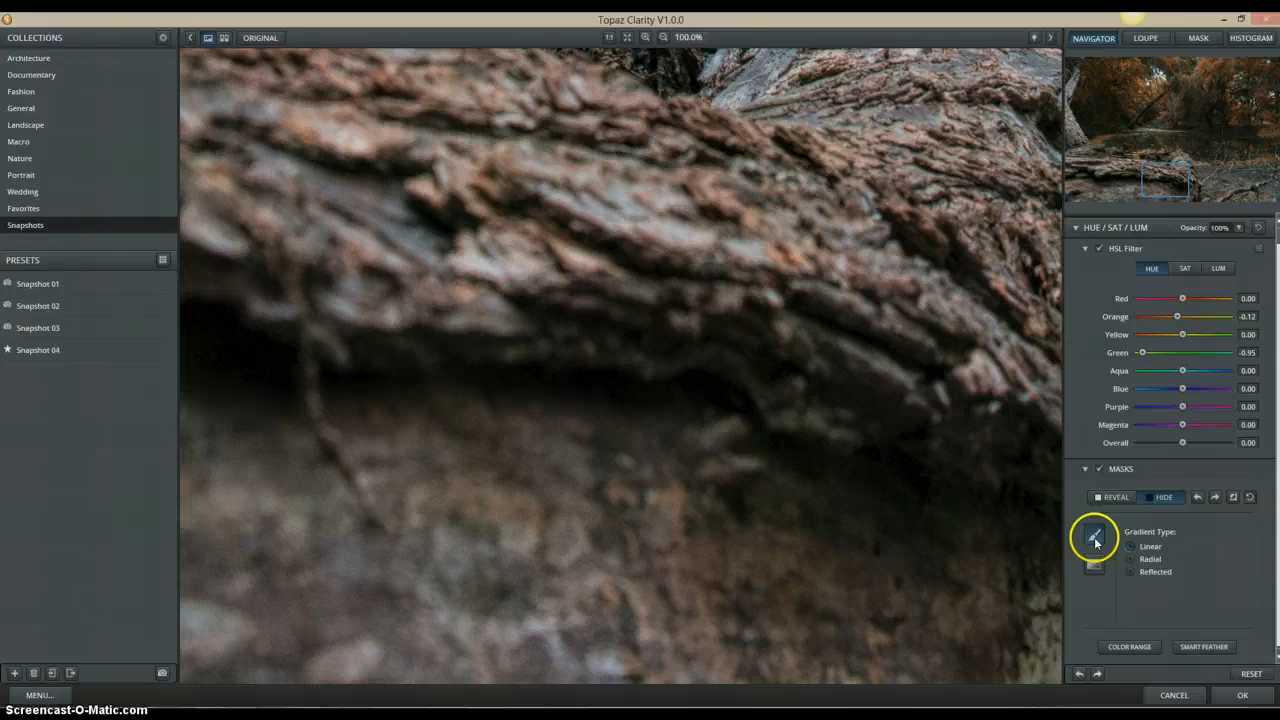 Topaz Clarity V1.0.0
COLLECTIONS
ORIGINAL
1:1
100.0%
NAVIGATOR
LOUPE
MASK
HISTOGRAM
Architecture
Documentary
Fashion
General
Landscape
Macro
Nature
Portrait
Wedding
Favorites
Snapshots
PRESETS
Snapshot 01
Snapshot 02
Snapshot 03
Snapshot 04
HUE / SAT / LUM
Opacity: 100%
HSL Filter
HUE SAT LUM
Red 0.00
Orange -0.12
Yellow 0.00
Green -0.95
Aqua 0.00
Blue 0.00
Purple 0.00
Magenta 0.00
Overall 0.00
MASKS
REVEAL HIDE
Gradient Type:
Linear
Radial
Reflected
COLOR RANGE SMART FEATHER
RESET
MENU...
CANCEL OK
Screencast-O-Matic.com